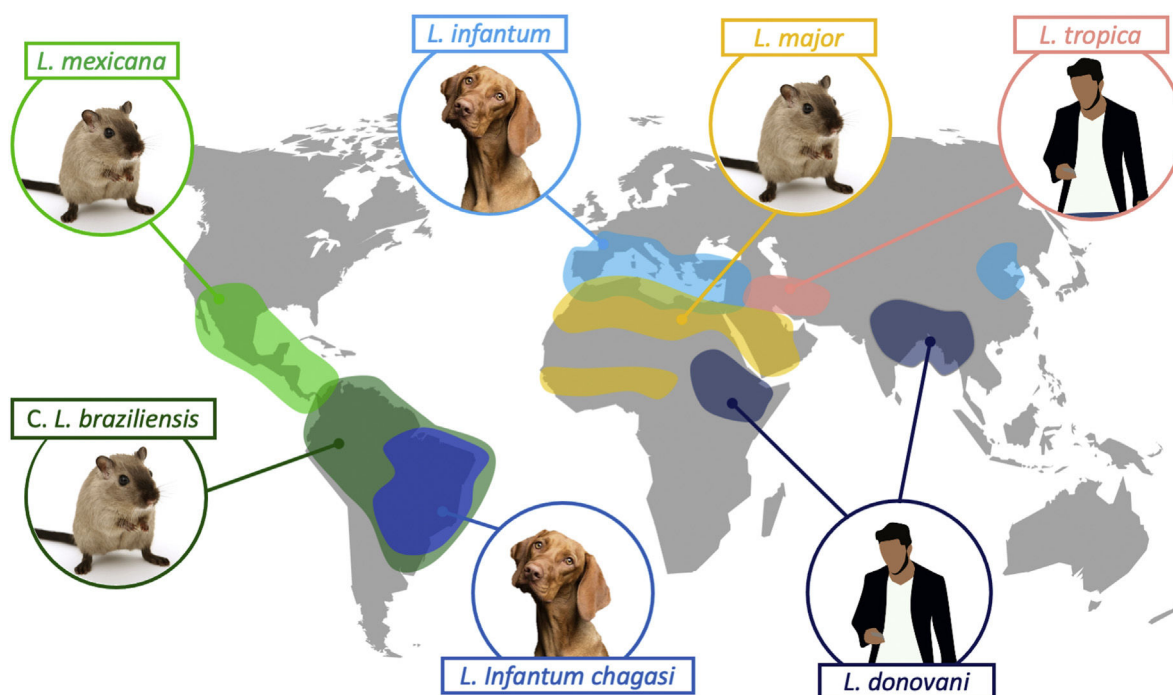 L. mexicana
L. infantum
L. major
L. tropica
C. L. braziliensis
L. Infantum chagasi
L. donovani